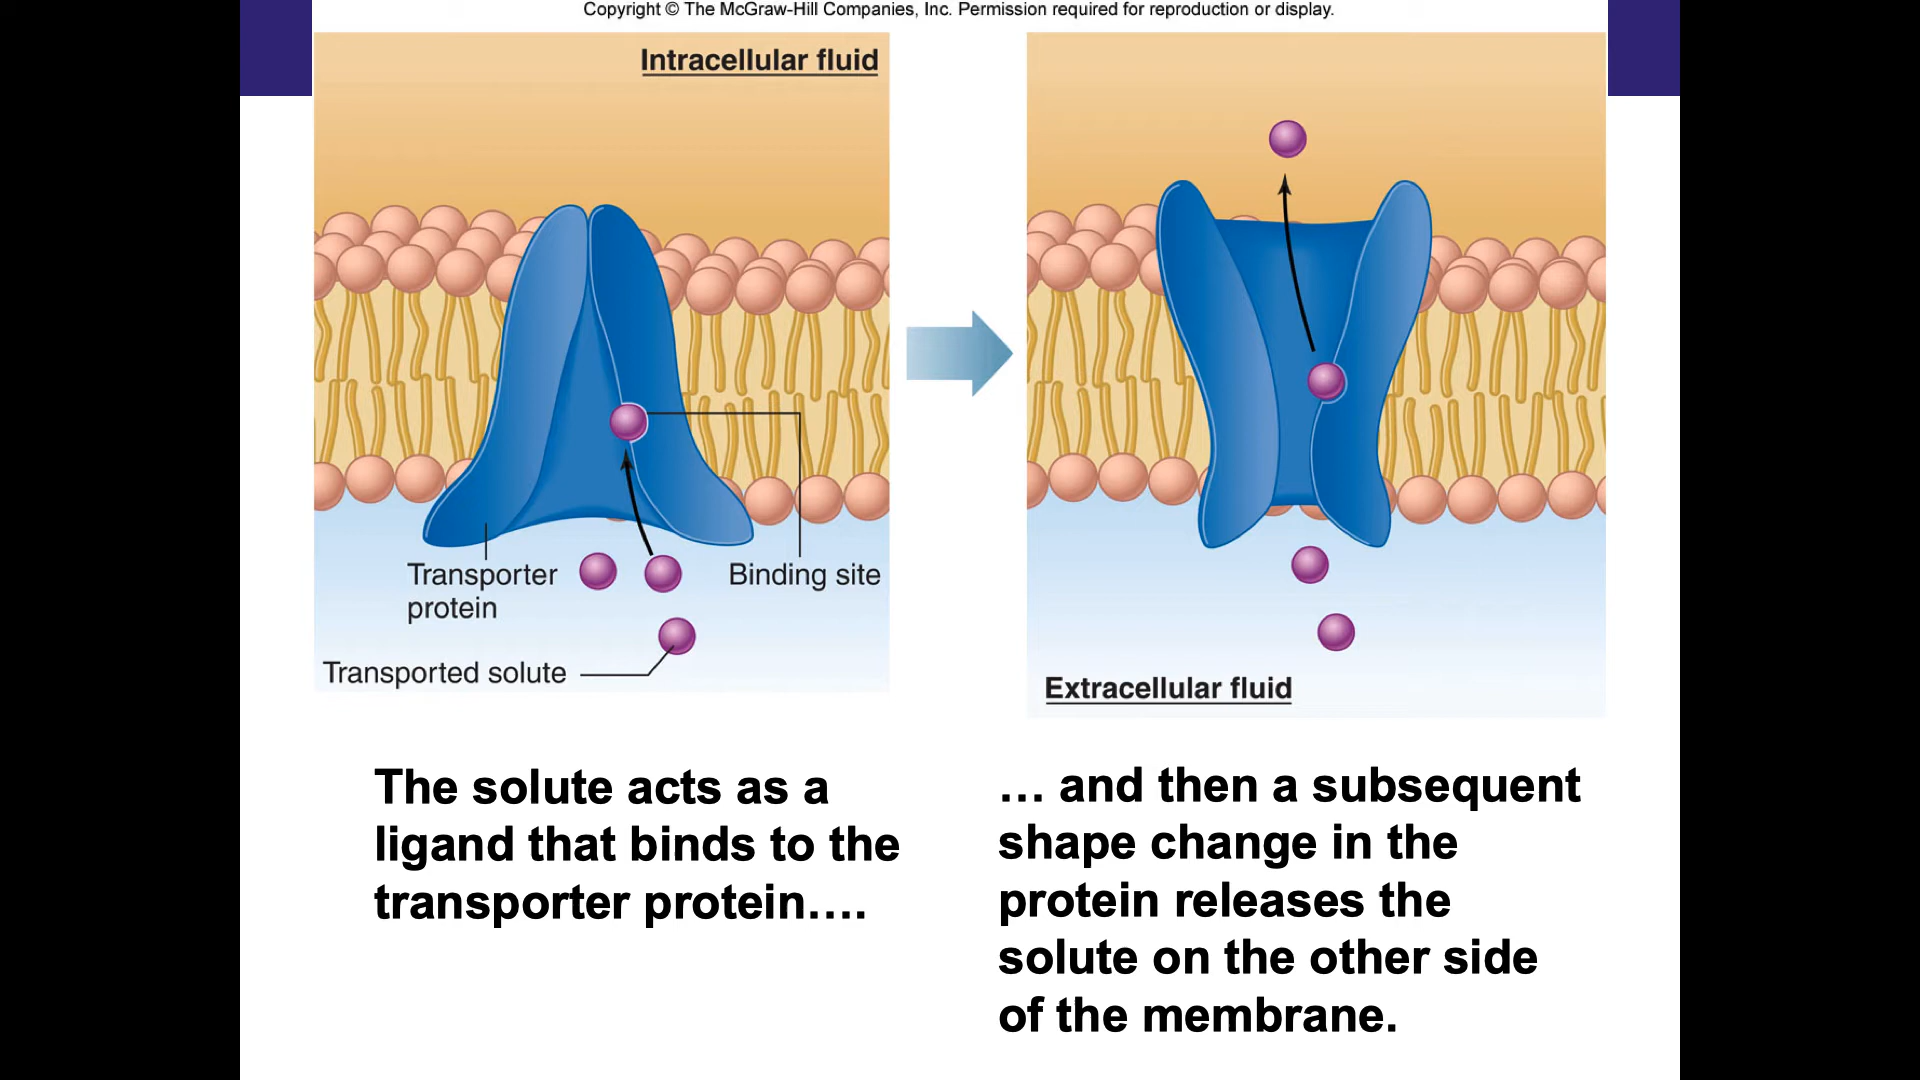 Copyright © The McGraw-Hill Companies, Inc. Permission required for reproduction or display.
Intracellular fluid
Transporter
protein
Binding site
Transported solute
Extracellular fluid
The solute acts as a
ligand that binds to the
transporter protein….
… and then a subsequent
shape change in the
protein releases the
solute on the other side
of the membrane.